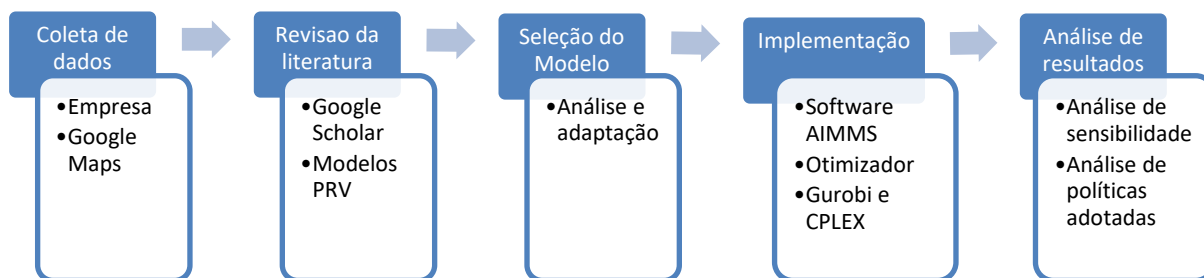 Coleta de
dados
•Empresa
•Google
Maps
Revisao da
literatura
•Google
Scholar
•Modelos
PRV
Seleção do
Modelo
•Análise e
adaptação
Implementação
•Software
AIMMS
•Otimizador
•Gurobi e
CPLEX
Análise de
resultados
•Análise de
sensibilidade
•Análise de
políticas
adotadas